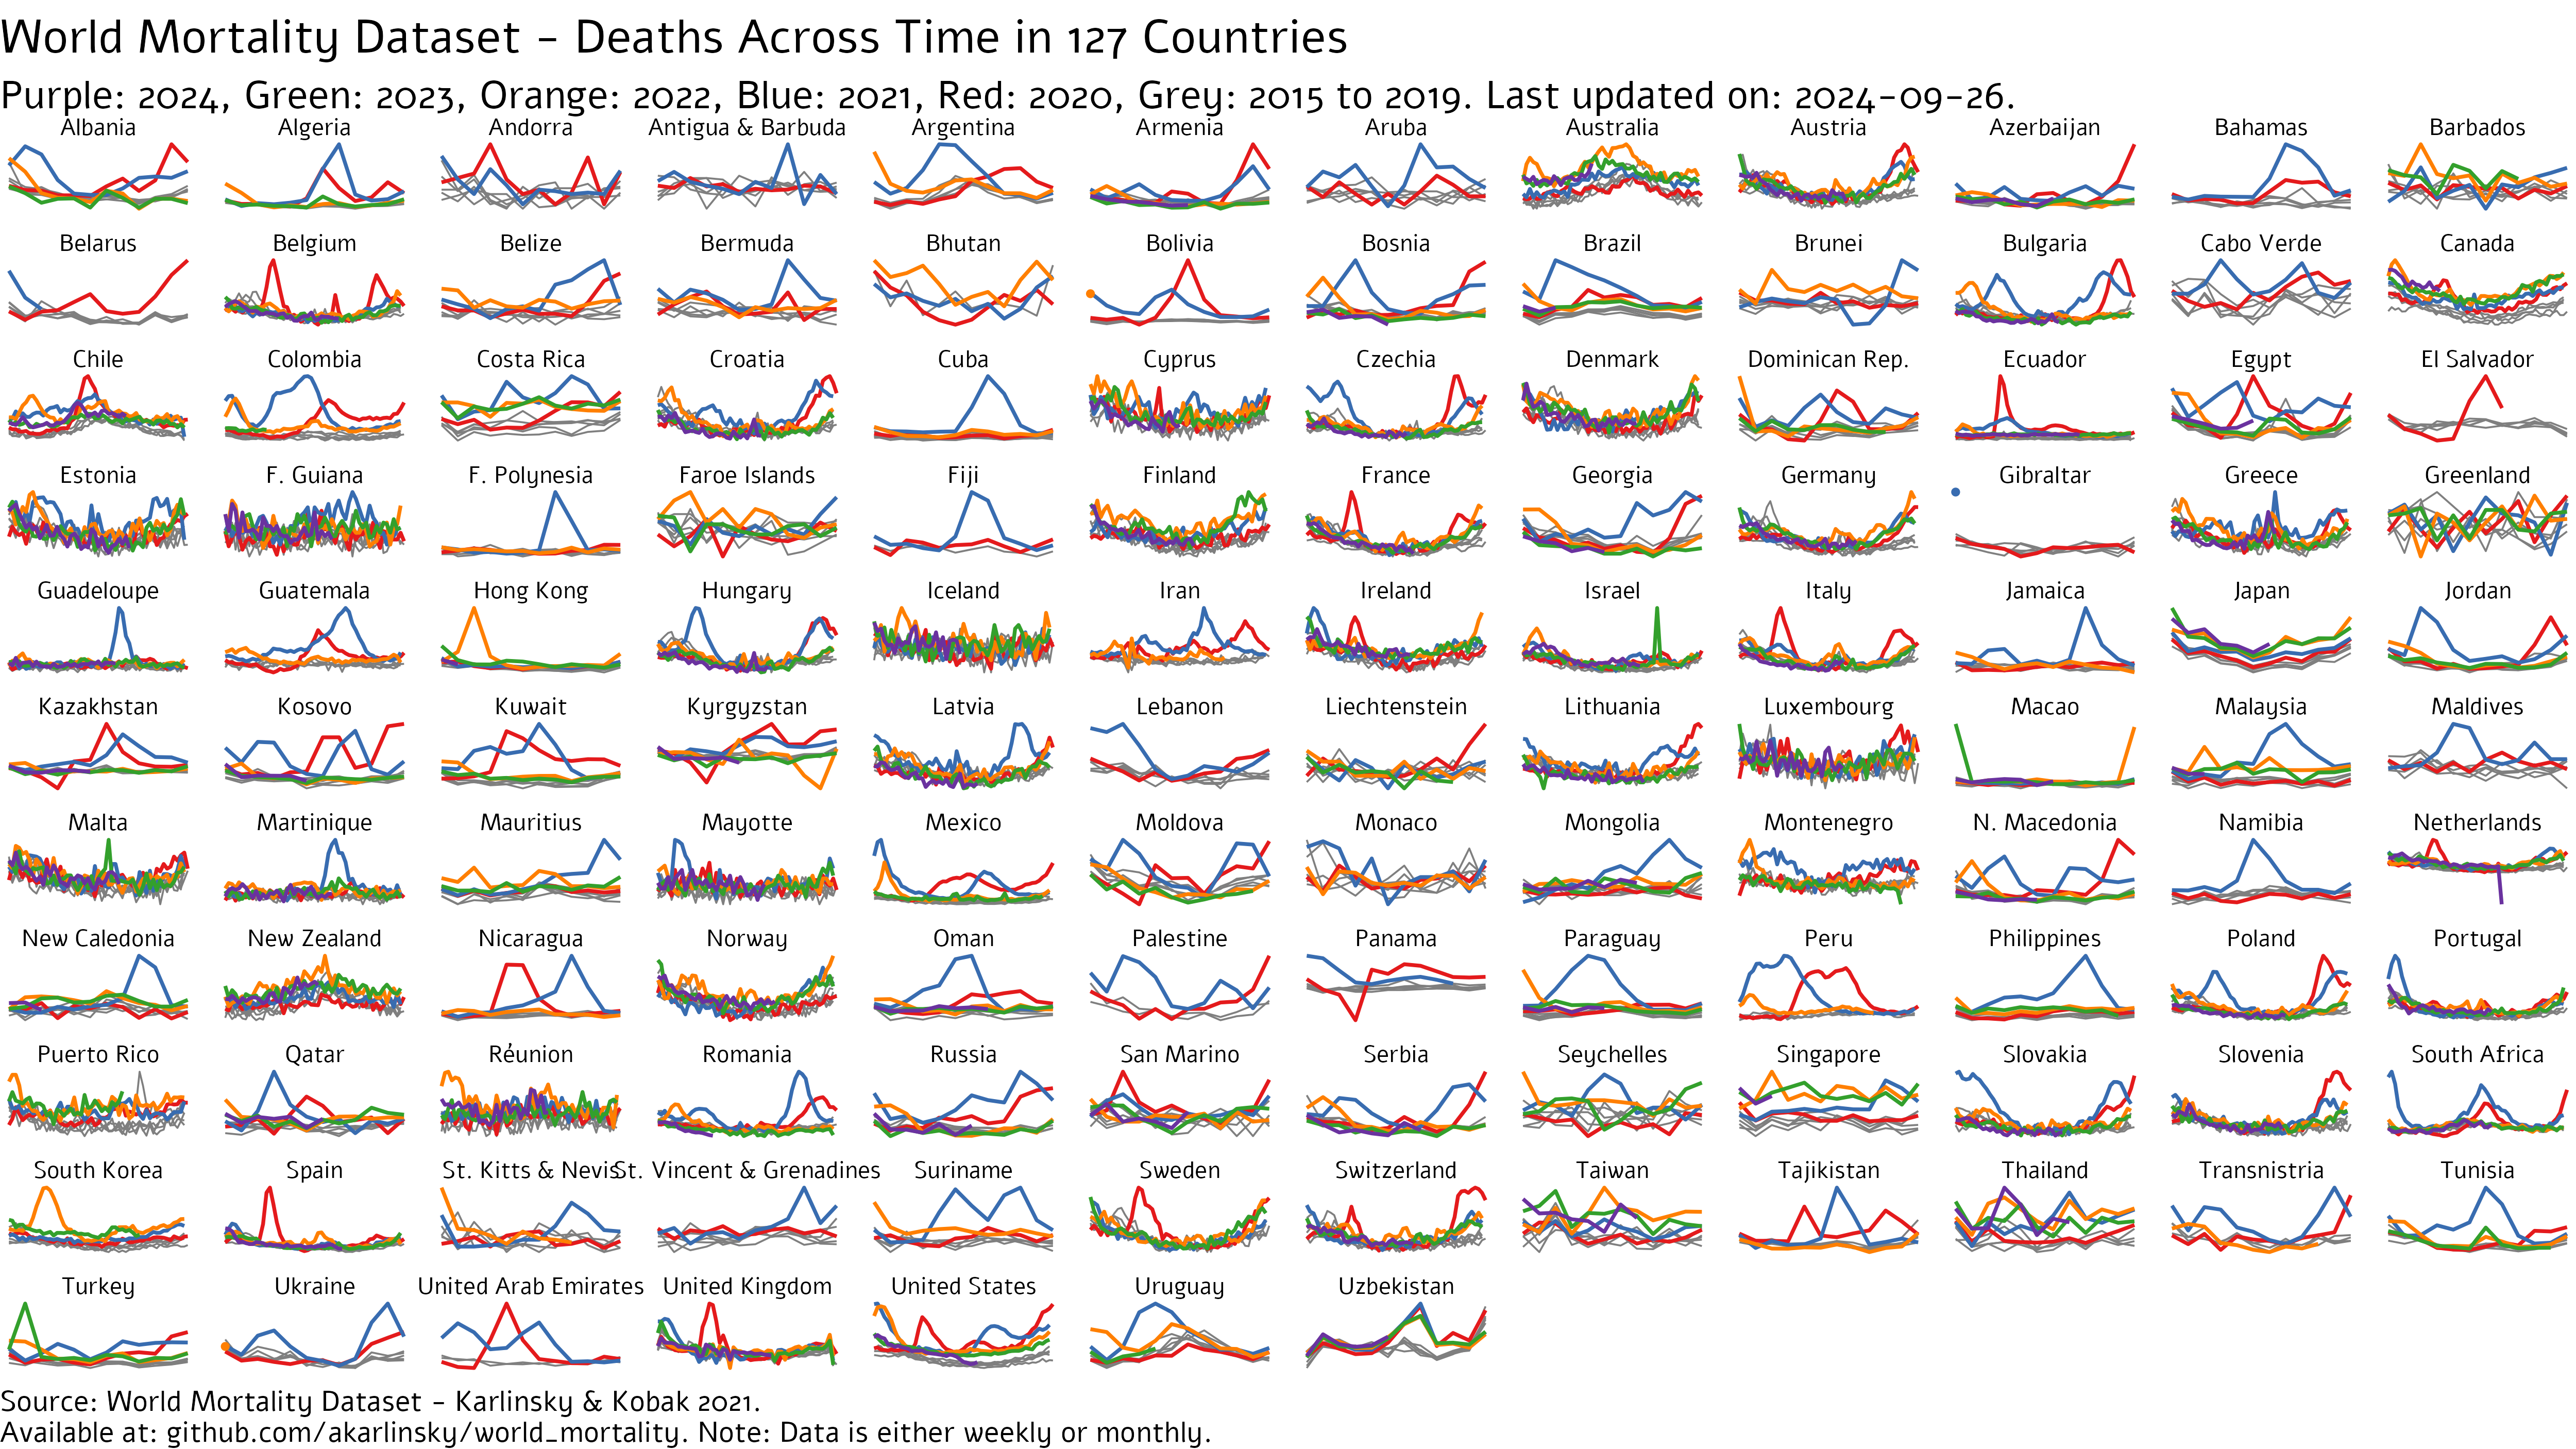 World Mortality Dataset - Deaths Across Time in 127 Countries
Purple: 2024, Green: 2023, Orange: 2022, Blue: 2021, Red: 2020, Grey: 2015 to 2019. Last updated on: 2024-09-26.
Albania Algeria Andorra Antigua & Barbuda Argentina Armenia Aruba Australia Austria Azerbaijan Bahamas Barbados
Belarus Belgium Belize Bermuda Bhutan Bolivia Bosnia Brazil Brunei Bulgaria Cabo Verde Canada
Chile Colombia Costa Rica Croatia Cuba Cyprus Czechia Denmark Dominican Rep. Ecuador Egypt El Salvador
Estonia F. Guiana F. Polynesia Faroe Islands Fiji Finland France Georgia Germany Gibraltar Greece Greenland
Guadeloupe Guatemala Hong Kong Hungary Iceland Iran Ireland Israel Italy Jamaica Japan Jordan
Kazakhstan Kosovo Kuwait Kyrgyzstan Latvia Lebanon Liechtenstein Lithuania Luxembourg Macao Malaysia Maldives
Malta Martinique Mauritius Mayotte Mexico Moldova Monaco Mongolia Montenegro N. Macedonia Namibia Netherlands
New Caledonia New Zealand Nicaragua Norway Oman Palestine Panama Paraguay Peru Philippines Poland Portugal
Puerto Rico Qatar Réunion Romania Russia San Marino Serbia Seychelles Singapore Slovakia Slovenia South Africa
South Korea Spain St. Kitts & Nevis St. Vincent & Grenadines Suriname Sweden Switzerland Taiwan Tajikistan Thailand Transnistria Tunisia
Turkey Ukraine United Arab Emirates United Kingdom United States Uruguay Uzbekistan
Source: World Mortality Dataset - Karlinsky & Kobak 2021.
Available at: github.com/akarlinsky/world_mortality. Note: Data is either weekly or monthly.